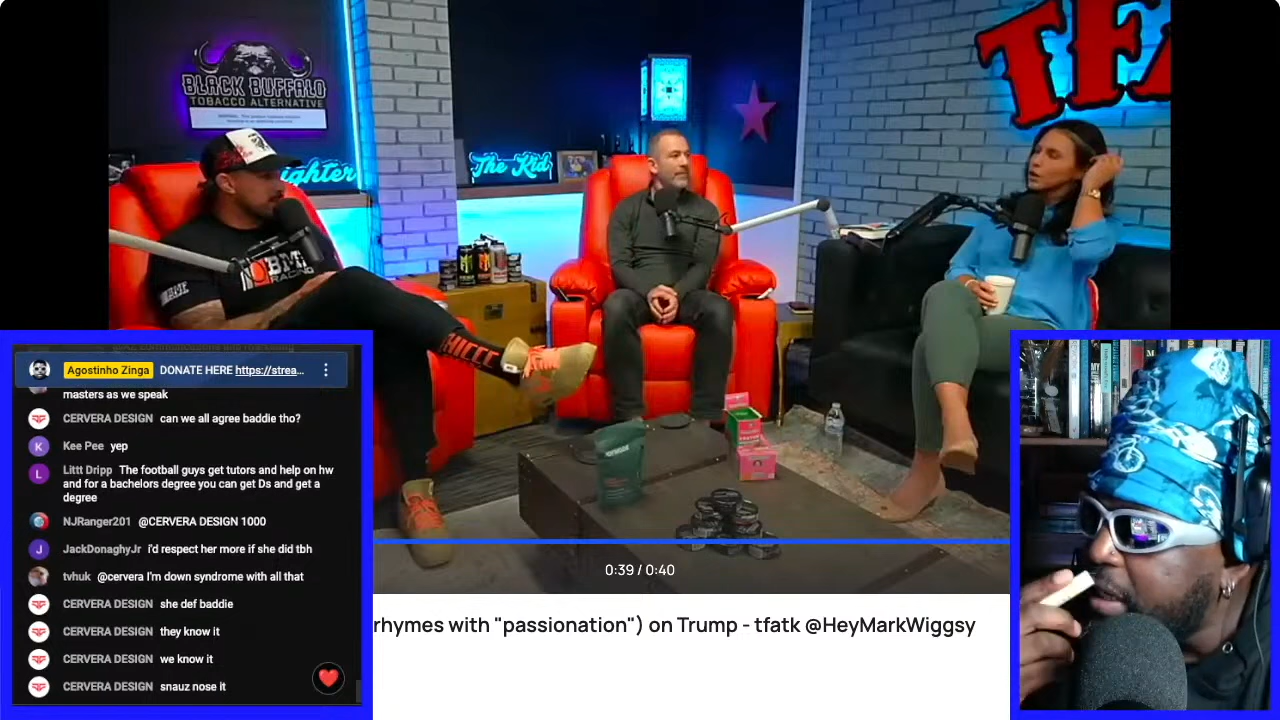 BLACK BUFFALO
TOBACCO ALTERNATIVE
ighter
The Kid
TFA
BMI
RACING
HICCC
Agostinho Zinga DONATE HERE https://strea...
masters as we speak
CERVERA DESIGN can we all agree baddie tho?
K Kee Pee yep
L Littt Dripp The football guys get tutors and help on hw
and for a bachelors degree you can get Ds and get a
degree
NJRanger201 @CERVERA DESIGN 1000
J JackDonaghyJr i'd respect her more if she did tbh
tvhuk @cervera I'm down syndrome with all that
CERVERA DESIGN she def baddie
CERVERA DESIGN they know it
CERVERA DESIGN we know it
CERVERA DESIGN snauz nose it
0:39 / 0:40
rhymes with "passionation") on Trump - tfatk @HeyMarkWiggsy